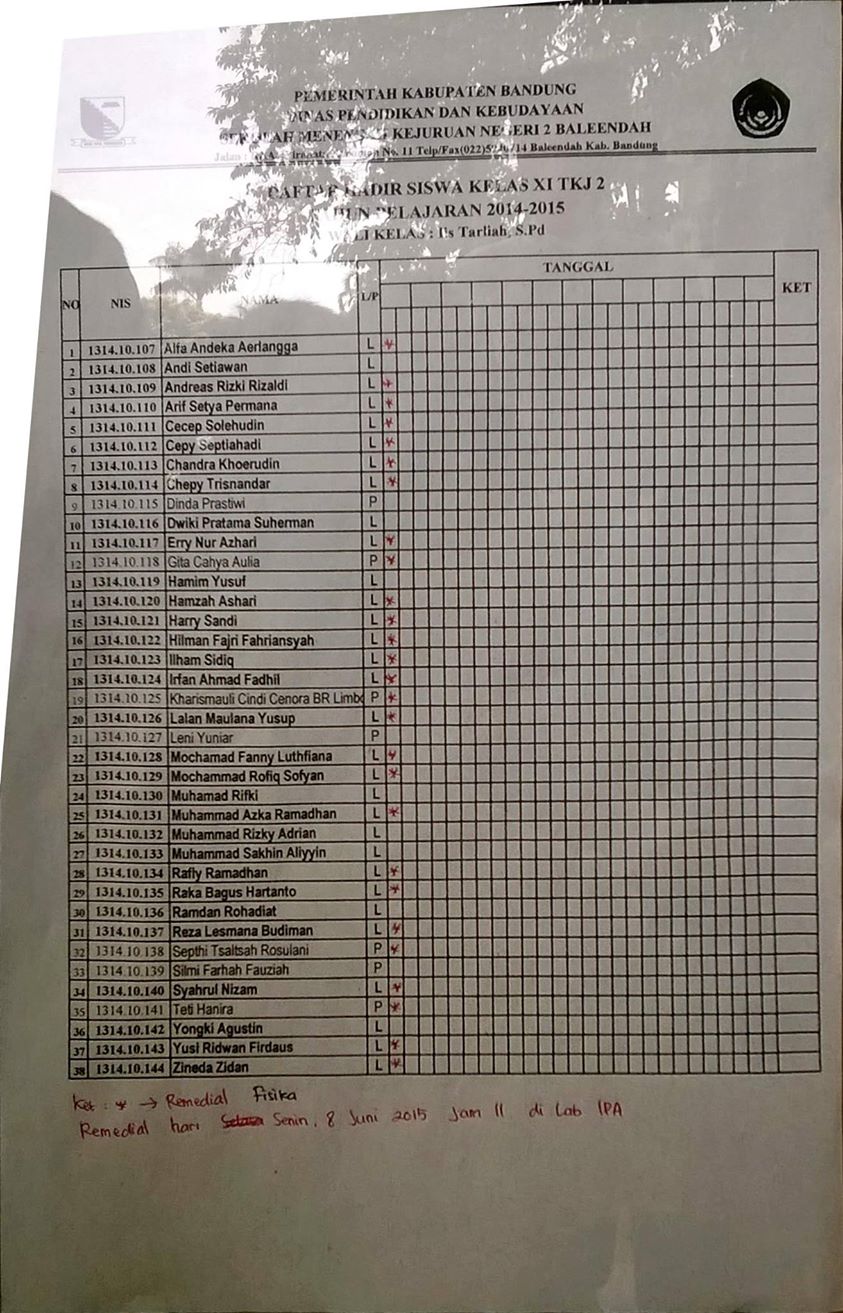 PEMERINTAH KABUPATEN BANDUNG
DINAS PENDIDIKAN DAN KEBUDAYAAN
SEKOLAH MENENGAH KEJURUAN NEGERI 2 BALEENDAH
Jalan : No. 11 Telp/Fax(022) Baleendah Kab. Bandung
DAFTAR HADIR SISWA KELAS XI TKJ 2
TAHUN PELAJARAN 2014-2015
WALI KELAS : Tarliah, S.Pd
NO NIS NAMA L/P TANGGAL KET
1 1314.10.107 Alfa Andeka Aerlangga L *
2 1314.10.108 Andi Setiawan L
3 1314.10.109 Andreas Rizki Rizaldi L *
4 1314.10.110 Arif Setya Permana L *
5 1314.10.111 Cecep Solehudin L *
6 1314.10.112 Cepy Septiahadi L *
7 1314.10.113 Chandra Khoerudin L *
8 1314.10.114 Chepy Trisnandar L *
9 1314.10.115 Dinda Prastiwi P
10 1314.10.116 Dwiki Pratama Suherman L
11 1314.10.117 Erry Nur Azhari L *
12 1314.10.118 Gita Cahya Aulia P *
13 1314.10.119 Hamim Yusuf L
14 1314.10.120 Hamzah Ashari L *
15 1314.10.121 Harry Sandi L *
16 1314.10.122 Hilman Fajri Fahriansyah L *
17 1314.10.123 Ilham Sidiq L *
18 1314.10.124 Irfan Ahmad Fadhil L *
19 1314.10.125 Kharismauli Cindi Cenora BR Limbo P *
20 1314.10.126 Lalan Maulana Yusup L *
21 1314.10.127 Leni Yuniar P
22 1314.10.128 Mochamad Fanny Luthfiana L *
23 1314.10.129 Mochammad Rofiq Sofyan L *
24 1314.10.130 Muhamad Rifki L
25 1314.10.131 Muhammad Azka Ramadhan L *
26 1314.10.132 Muhammad Rizky Adrian L
27 1314.10.133 Muhammad Sakhin Aliyyin L
28 1314.10.134 Rafly Ramadhan L *
29 1314.10.135 Raka Bagus Hartanto L *
30 1314.10.136 Ramdan Rohadiat L
31 1314.10.137 Reza Lesmana Budiman L *
32 1314.10.138 Septhi Tsaltsah Rosulani P *
33 1314.10.139 Silmi Farhah Fauziah P
34 1314.10.140 Syahrul Nizam L *
35 1314.10.141 Teti Hanira P *
36 1314.10.142 Yongki Agustin L
37 1314.10.143 Yusi Ridwan Firdaus L *
38 1314.10.144 Zineda Zidan L *
Ket : * → Remedial Fisika
Remedial hari Selasa Senin, 8 Juni 2015 Jam 11 di Lab IPA